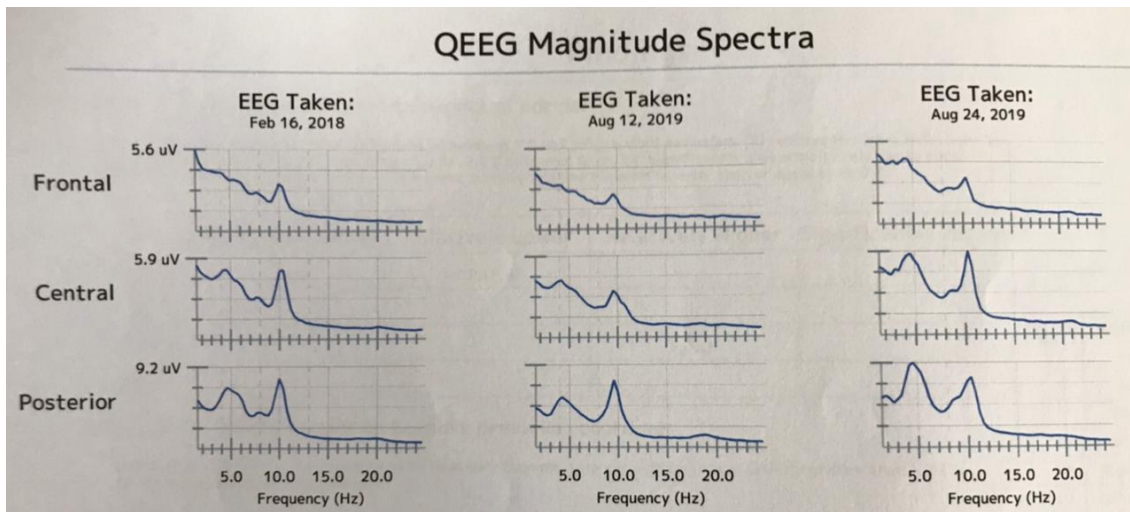 QEEG Magnitude Spectra
EEG Taken:
Feb 16, 2018
EEG Taken:
Aug 12, 2019
EEG Taken:
Aug 24, 2019
5.6 uV
Frontal
5.9 uV
Central
9.2 uV
Posterior
5.0 10.0 15.0 20.0
5.0 10.0 15.0 20.0
5.0 10.0 15.0 20.0
Frequency (Hz)
Frequency (Hz)
Frequency (Hz)